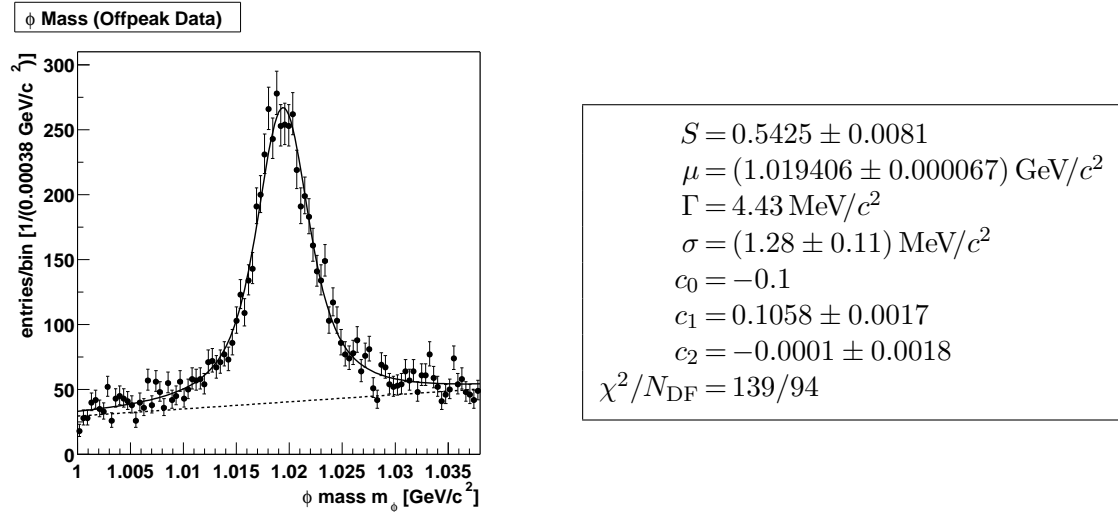 ϕ Mass (Offpeak Data)
entries/bin [1/(0.00038 GeV/c²)]
300
250
200
150
100
50
0
1 1.005 1.01 1.015 1.02 1.025 1.03 1.035
ϕ mass m_ϕ [GeV/c²]
S = 0.5425 ± 0.0081
μ = (1.019406 ± 0.000067) GeV/c²
Γ = 4.43 MeV/c²
σ = (1.28 ± 0.11) MeV/c²
c₀ = −0.1
c₁ = 0.1058 ± 0.0017
c₂ = −0.0001 ± 0.0018
χ²/N_DF = 139/94